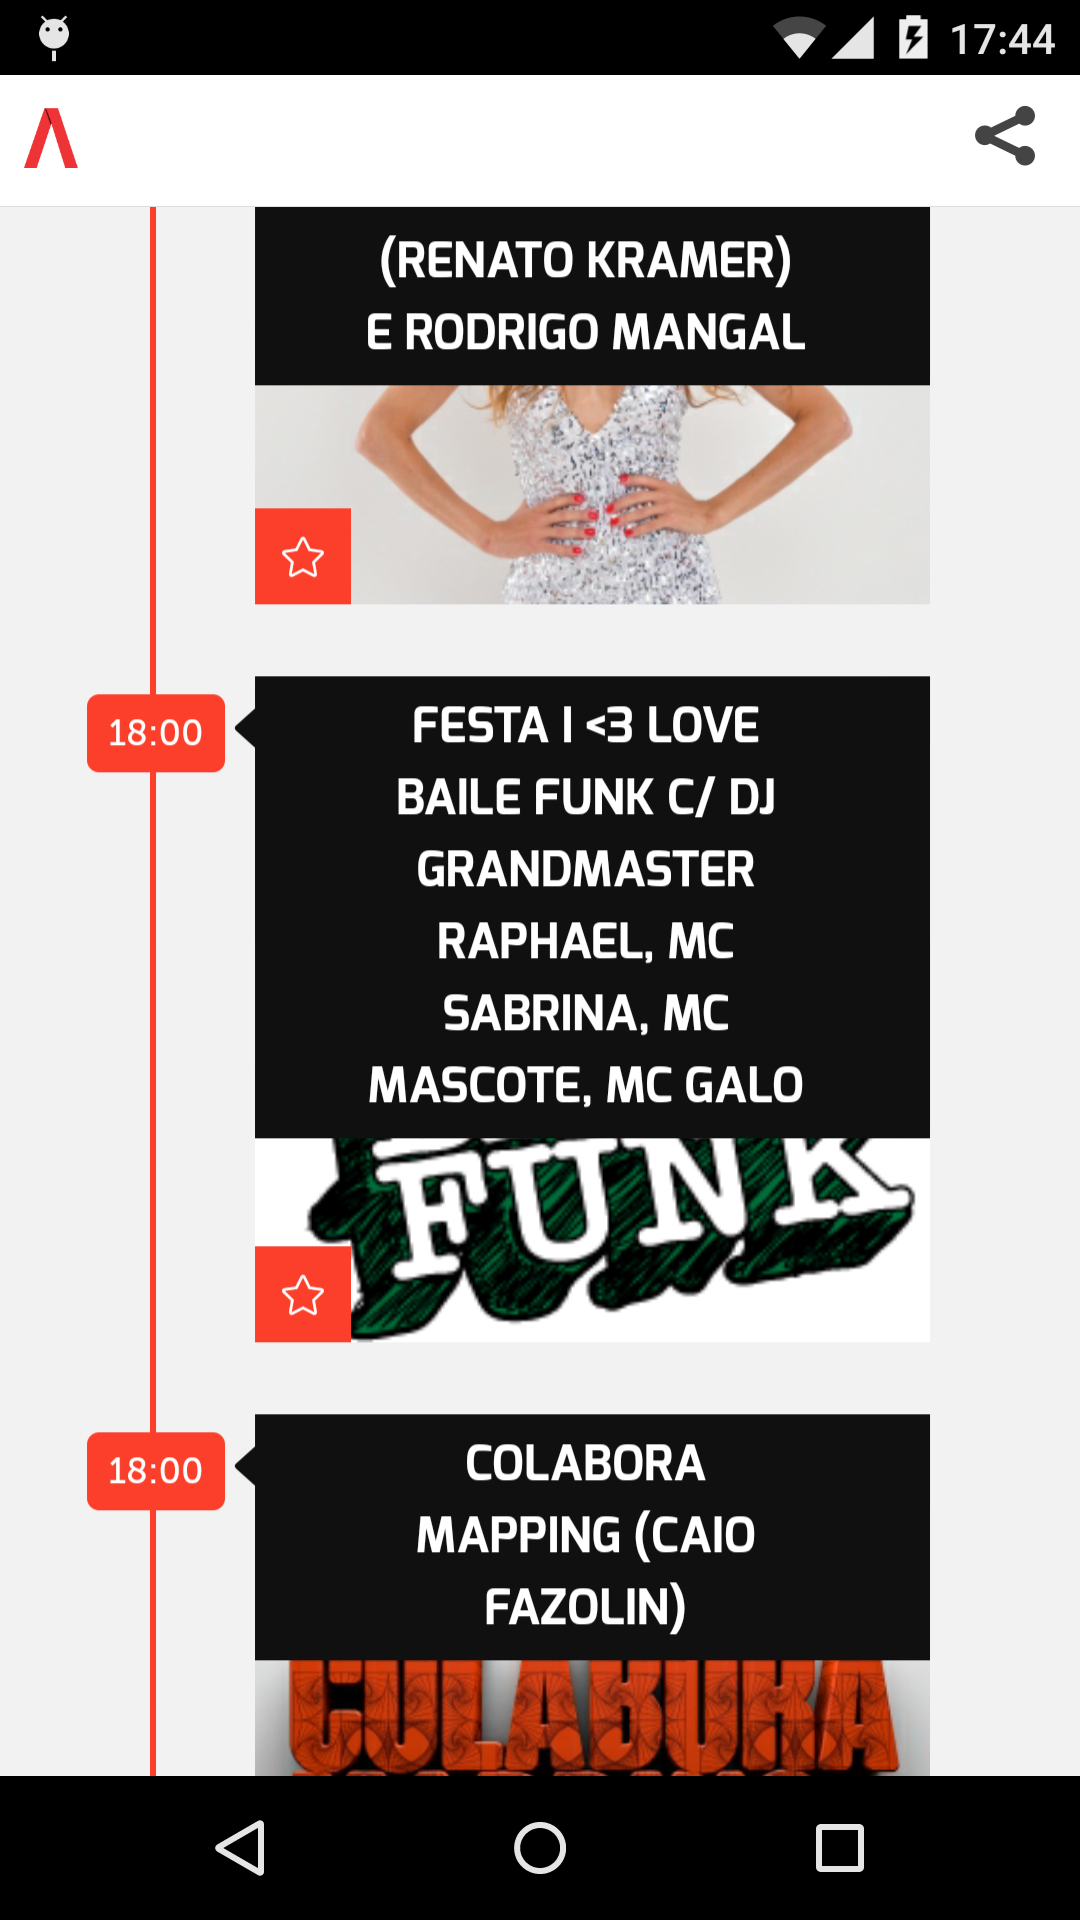 17:44
(RENATO KRAMER)
E RODRIGO MANGAL
18:00
FESTA I <3 LOVE
BAILE FUNK C/ DJ
GRANDMASTER
RAPHAEL, MC
SABRINA, MC
MASCOTE, MC GALO
FUNK
18:00
COLABORA
MAPPING (CAIO
FAZOLIN)
COLABORA